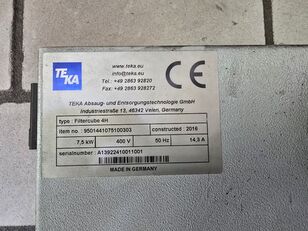 TEKA
www.teka.eu
info@teka.eu
Tel.: +49 2863 92820
Fax: +49 2863 928272
CE
TEKA Absaug- und Entsorgungstechnologie GmbH
Industriestraße 13, 46342 Velen, Germany
type : Filtercube 4H
item no : 9501441075100303 constructed : 2016
7,5 kW 400 V 50 Hz 14,3 A
serialnumber : A13922410011001
MADE IN GERMANY